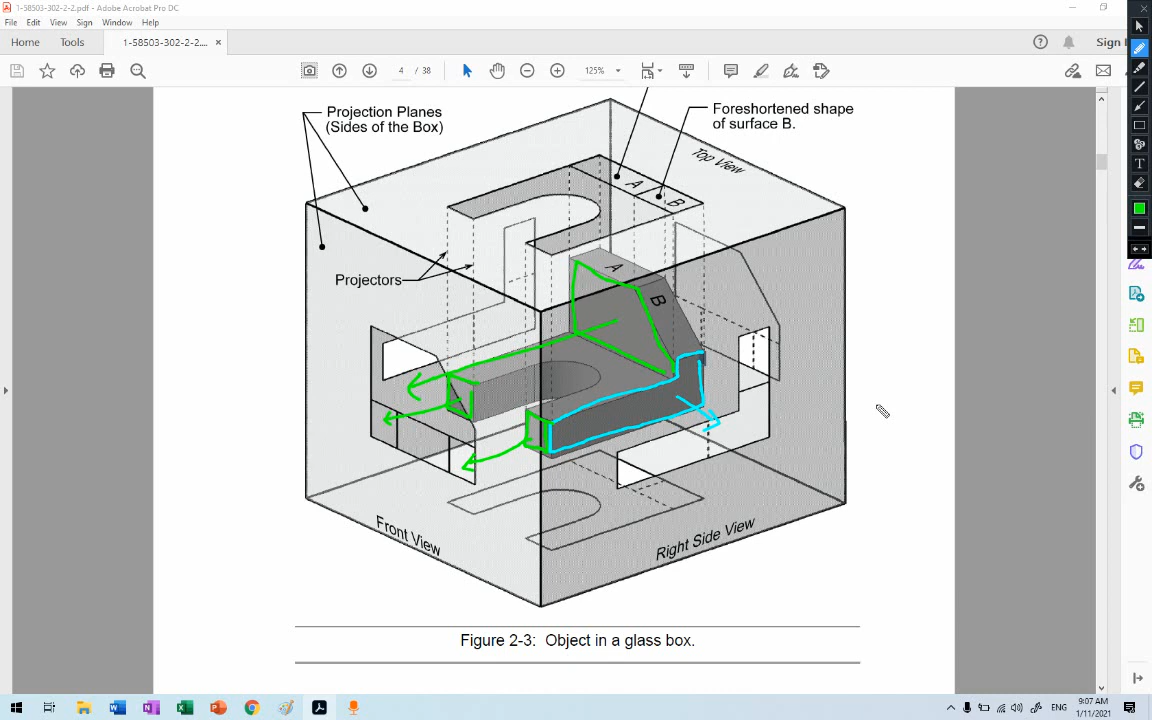 1-58503-302-2-2.pdf - Adobe Acrobat Pro DC
File Edit View Sign Window Help
Home Tools 1-58503-302-2-2.... × Sign I
4 / 38 125%
Projection Planes
(Sides of the Box)
Foreshortened shape
of surface B.
Top View
A
B
Projectors
A
B
Front View
Right Side View
Figure 2-3: Object in a glass box.
ENG
9:07 AM
1/11/2021